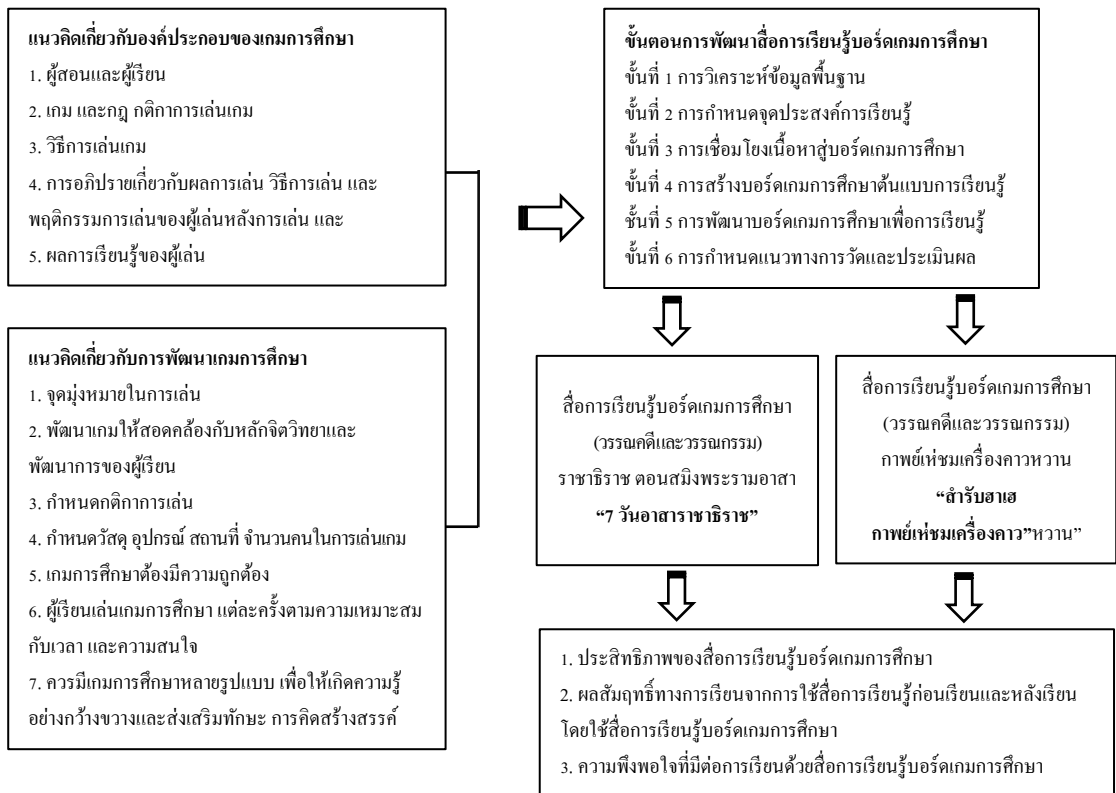 แนวคิดเกี่ยวกับองค์ประกอบของเกมการศึกษา
1. ผู้สอนและผู้เรียน
2. เกม และกฎ กติกาการเล่นเกม
3. วิธีการเล่นเกม
4. การอภิปรายเกี่ยวกับผลการเล่น วิธีการเล่น และ
พฤติกรรมการเล่นของผู้เล่นหลังการเล่น และ
5. ผลการเรียนรู้ของผู้เล่น
แนวคิดเกี่ยวกับการพัฒนาเกมการศึกษา
1. จุดมุ่งหมายในการเล่น
2. พัฒนาเกมให้สอดคล้องกับหลักจิตวิทยาและ
พัฒนาการของผู้เรียน
3. กำหนดกติกาการเล่น
4. กำหนดวัสดุ อุปกรณ์ สถานที่ จำนวนคนในการเล่นเกม
5. เกมการศึกษาต้องมีความถูกต้อง
6. ผู้เรียนเล่นเกมการศึกษา แต่ละครั้งตามความเหมาะสม
กับเวลา และความสนใจ
7. ควรมีเกมการศึกษาหลายรูปแบบ เพื่อให้เกิดความรู้
อย่างกว้างขวางและส่งเสริมทักษะ การคิดสร้างสรรค์
ขั้นตอนการพัฒนาสื่อการเรียนรู้บอร์ดเกมการศึกษา
ขั้นที่ 1 การวิเคราะห์ข้อมูลพื้นฐาน
ขั้นที่ 2 การกำหนดจุดประสงค์การเรียนรู้
ขั้นที่ 3 การเชื่อมโยงเนื้อหาสู่บอร์ดเกมการศึกษา
ขั้นที่ 4 การสร้างบอร์ดเกมการศึกษาต้นแบบการเรียนรู้
ชั้นที่ 5 การพัฒนาบอร์ดเกมการศึกษาเพื่อการเรียนรู้
ขั้นที่ 6 การกำหนดแนวทางการวัดและประเมินผล
สื่อการเรียนรู้บอร์ดเกมการศึกษา
(วรรณคดีและวรรณกรรม)
ราชาธิราช ตอนสมิงพระรามอาสา
“7 วันอาสาราชาธิราช”
สื่อการเรียนรู้บอร์ดเกมการศึกษา
(วรรณคดีและวรรณกรรม)
กาพย์เห่ชมเครื่องคาวหวาน
“สำรับฮาเฮ
กาพย์เห่ชมเครื่องคาว”หวาน”
1. ประสิทธิภาพของสื่อการเรียนรู้บอร์ดเกมการศึกษา
2. ผลสัมฤทธิ์ทางการเรียนจากการใช้สื่อการเรียนรู้ก่อนเรียนและหลังเรียน
โดยใช้สื่อการเรียนรู้บอร์ดเกมการศึกษา
3. ความพึงพอใจที่มีต่อการเรียนด้วยสื่อการเรียนรู้บอร์ดเกมการศึกษา